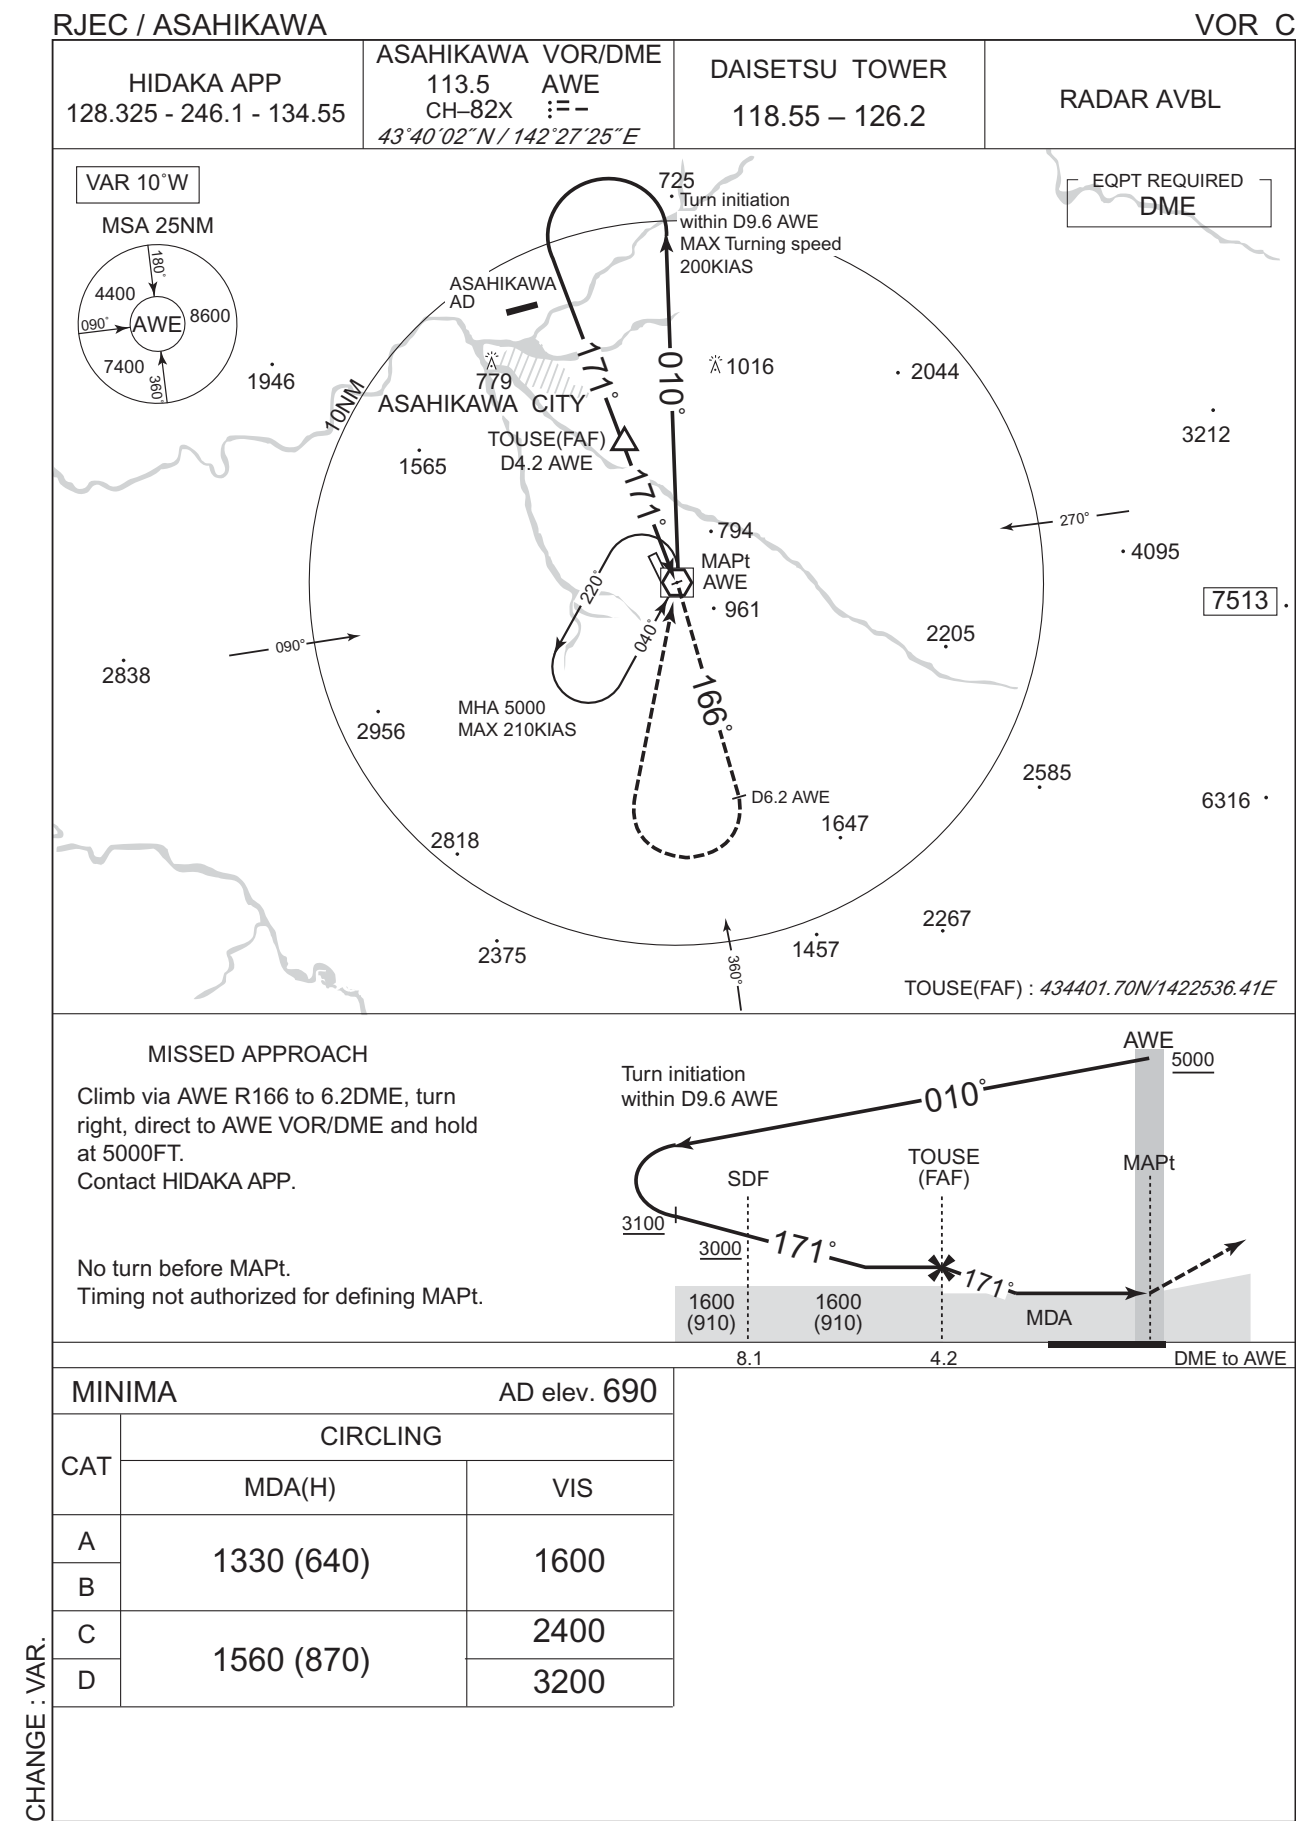 RJEC / ASAHIKAWA
VOR C
HIDAKA APP
128.325 - 246.1 - 134.55
ASAHIKAWA VOR/DME
113.5 AWE
CH–82X
43˚40´02˝N / 142˚27´25˝E
DAISETSU TOWER
118.55 – 126.2
RADAR AVBL
VAR 10˚W
MSA 25NM
180˚
4400
8600
090˚
AWE
7400
360˚
EQPT REQUIRED
DME
725
Turn initiation
within D9.6 AWE
MAX Turning speed
200KIAS
ASAHIKAWA
AD
1946
10NM
779
ASAHIKAWA CITY
171˚
010˚
1016
2044
3212
TOUSE(FAF)
D4.2 AWE
1565
171˚
794
270˚
4095
MAPt
AWE
220˚
961
7513
040˚
090˚
2205
2838
166˚
MHA 5000
MAX 210KIAS
2956
2585
D6.2 AWE
6316
1647
2818
2267
2375
360˚
1457
TOUSE(FAF) : 434401.70N/1422536.41E
MISSED APPROACH
Climb via AWE R166 to 6.2DME, turn
right, direct to AWE VOR/DME and hold
at 5000FT.
Contact HIDAKA APP.
No turn before MAPt.
Timing not authorized for defining MAPt.
AWE
5000
Turn initiation
within D9.6 AWE
010˚
TOUSE
(FAF)
MAPt
SDF
3100
3000
171˚
171˚
1600
(910)
1600
(910)
MDA
8.1
4.2
DME to AWE
MINIMA
AD elev. 690
CAT
CIRCLING
MDA(H)
VIS
A
B
1330 (640)
1600
C
D
1560 (870)
2400
3200
CHANGE : VAR.